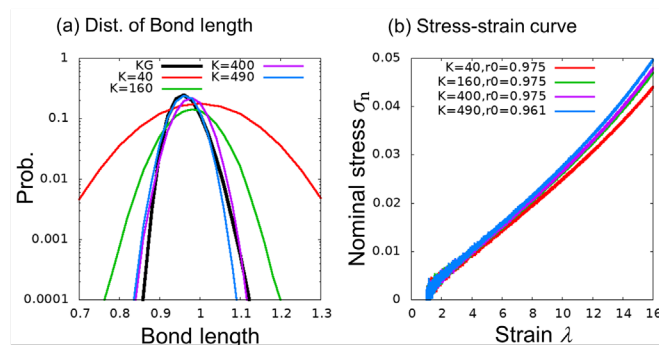 (a) Dist. of Bond length
(b) Stress-strain curve
1
0.1
0.01
0.001
0.0001
Prob.
KG
K=40
K=160
K=400
K=490
0.7 0.8 0.9 1 1.1 1.2 1.3
Bond length
0.05
0.04
0.03
0.02
0.01
0
Nominal stress σn
K=40,r0=0.975
K=160,r0=0.975
K=400,r0=0.975
K=490,r0=0.961
2 4 6 8 10 12 14 16
Strain λ